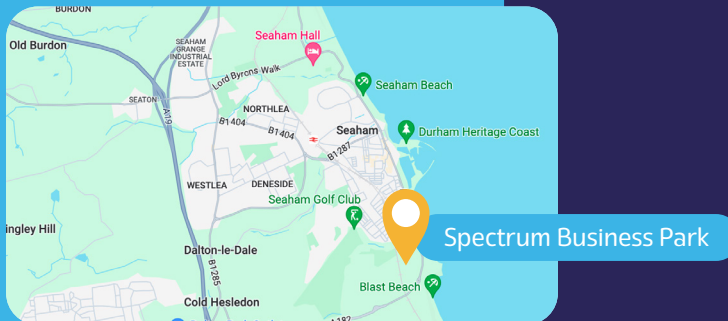 BURDON
Old Burdon
SEAHAM
GRANGE
INDUSTRIAL
ESTATE
Seaham Hall
Lord Byrons Walk
Seaham Beach
SEATON
A19
NORTHLEA
B1404
B1404
Seaham
Durham Heritage Coast
B1287
WESTLEA
DENESIDE
Seaham Golf Club
ingley Hill
Spectrum Business Park
Dalton-le-Dale
B1285
Blast Beach
Cold Hesledon
A182